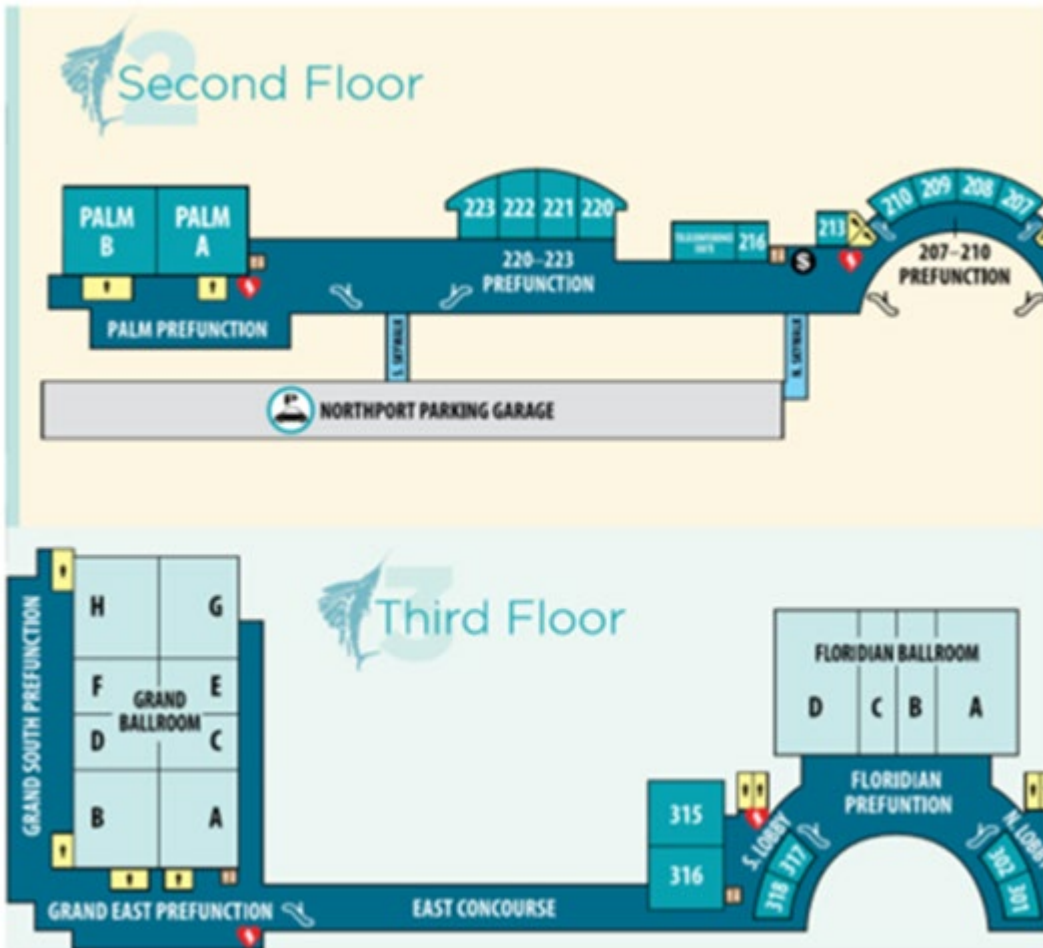 2
Second Floor
PALM
B
PALM
A
223
222
221
220
216
213
210
209
208
207
$
220–223
PREFUNCTION
207–210
PREFUNCTION
PALM PREFUNCTION
S. SKYWALK
N. SKYWALK
P
NORTHPORT PARKING GARAGE
3
Third Floor
GRAND SOUTH PREFUNCTION
H
G
F
E
GRAND
BALLROOM
D
C
B
A
GRAND EAST PREFUNCTION
EAST CONCOURSE
315
316
FLORIDIAN BALLROOM
D
C
B
A
FLORIDIAN
PREFUNTION
S. LOBBY
317
318
N. LOBBY
302
301